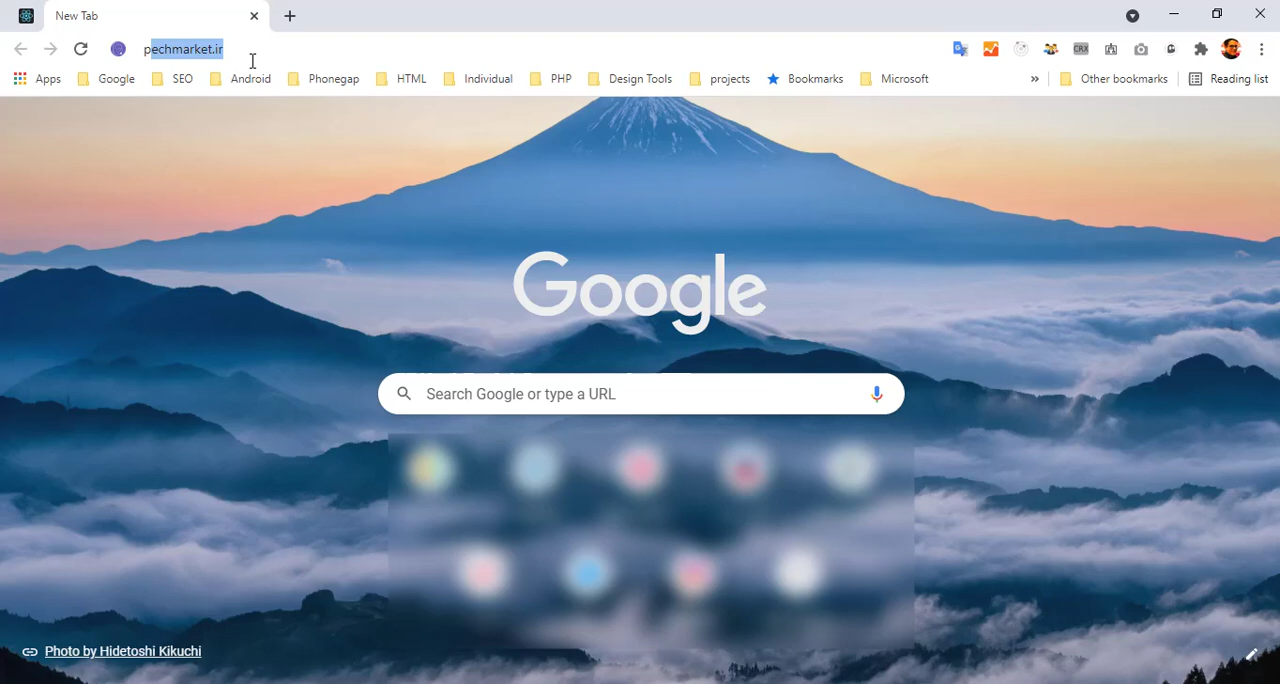 New Tab
pechmarket.ir
CRX
Apps
Google
SEO
Android
Phonegap
HTML
Individual
PHP
Design Tools
projects
Bookmarks
Microsoft
»
Other bookmarks
Reading list
Google
Search Google or type a URL
Photo by Hidetoshi Kikuchi